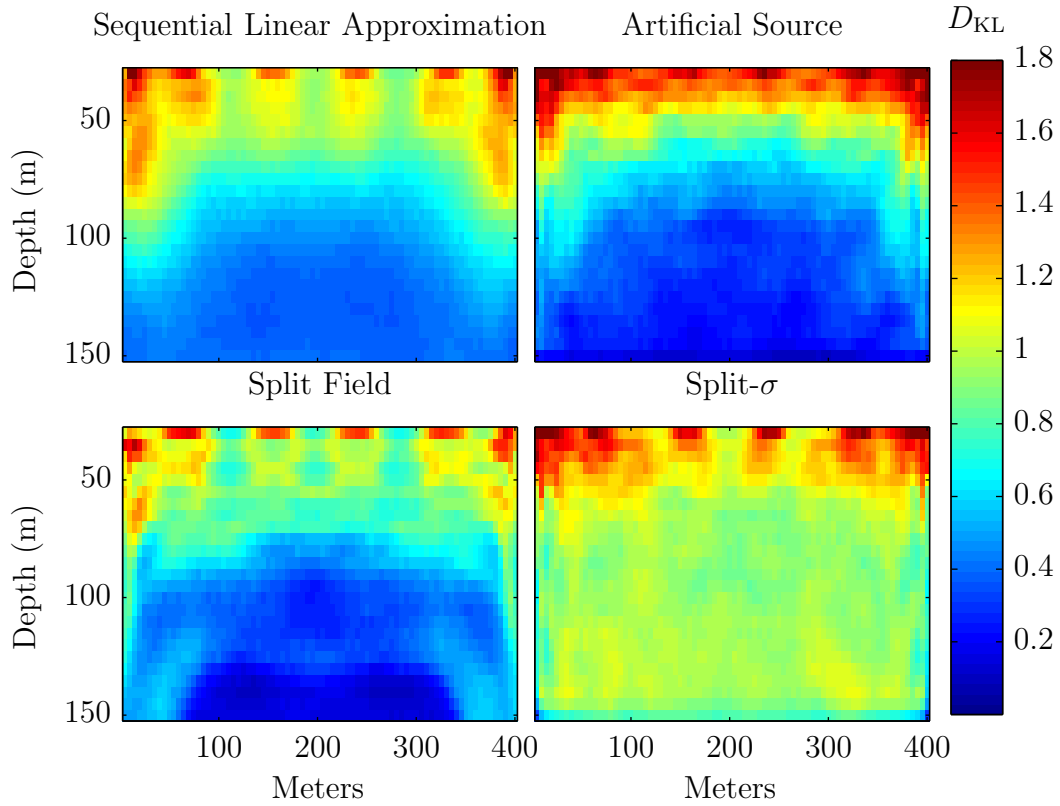 Sequential Linear Approximation
Artificial Source
D_KL
50
100
150
Depth (m)
Split Field
Split-σ
50
100
150
Depth (m)
100
200
300
400
Meters
100
200
300
400
Meters
1.8
1.6
1.4
1.2
1
0.8
0.6
0.4
0.2